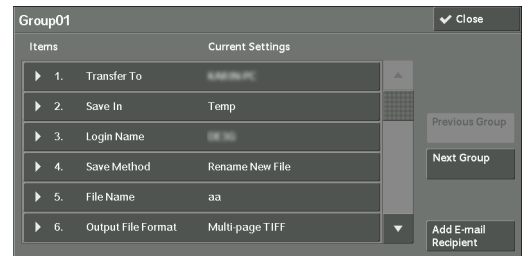 Group01
Close
Items Current Settings
1. Transfer To
2. Save In Temp
3. Login Name
4. Save Method Rename New File
5. File Name aa
6. Output File Format Multi-page TIFF
Previous Group
Next Group
Add E-mail
Recipient